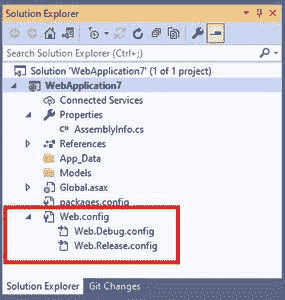 Solution Explorer
Search Solution Explorer (Ctrl+;)
Solution 'WebApplication7' (1 of 1 project)
WebApplication7
Connected Services
Properties
AssemblyInfo.cs
References
App_Data
Models
Global.asax
packages.config
Web.config
Web.Debug.config
Web.Release.config
Solution Explorer Git Changes